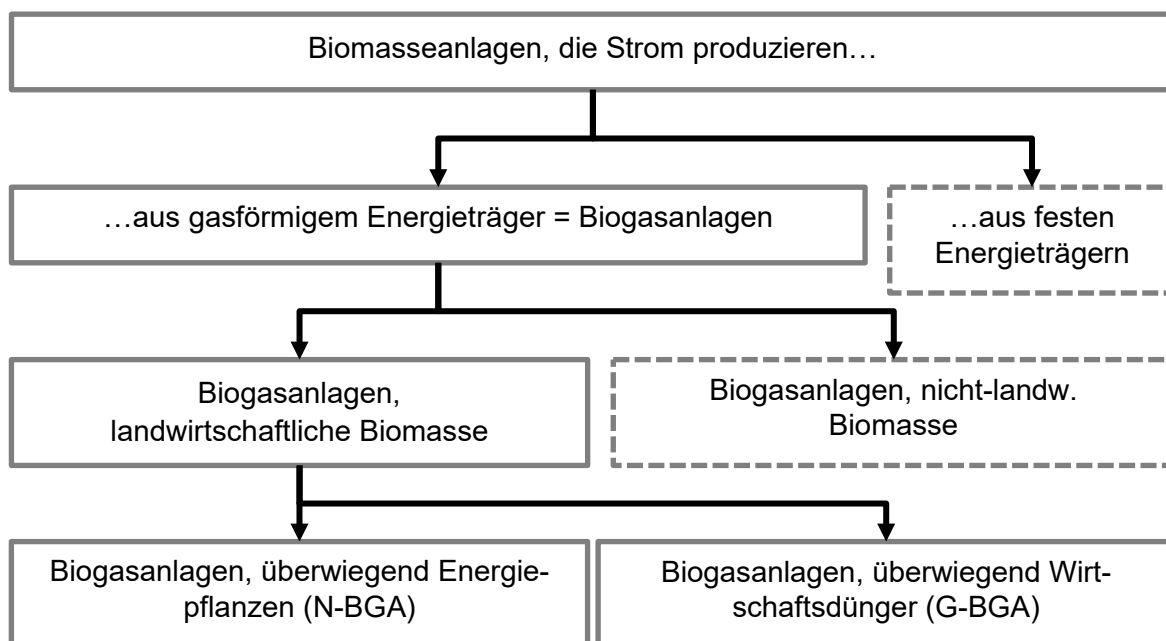 Biomasseanlagen, die Strom produzieren…
…aus gasförmigem Energieträger = Biogasanlagen
…aus festen
Energieträgern
Biogasanlagen,
landwirtschaftliche Biomasse
Biogasanlagen, nicht-landw.
Biomasse
Biogasanlagen, überwiegend Energie-
pflanzen (N-BGA)
Biogasanlagen, überwiegend Wirt-
schaftsdünger (G-BGA)